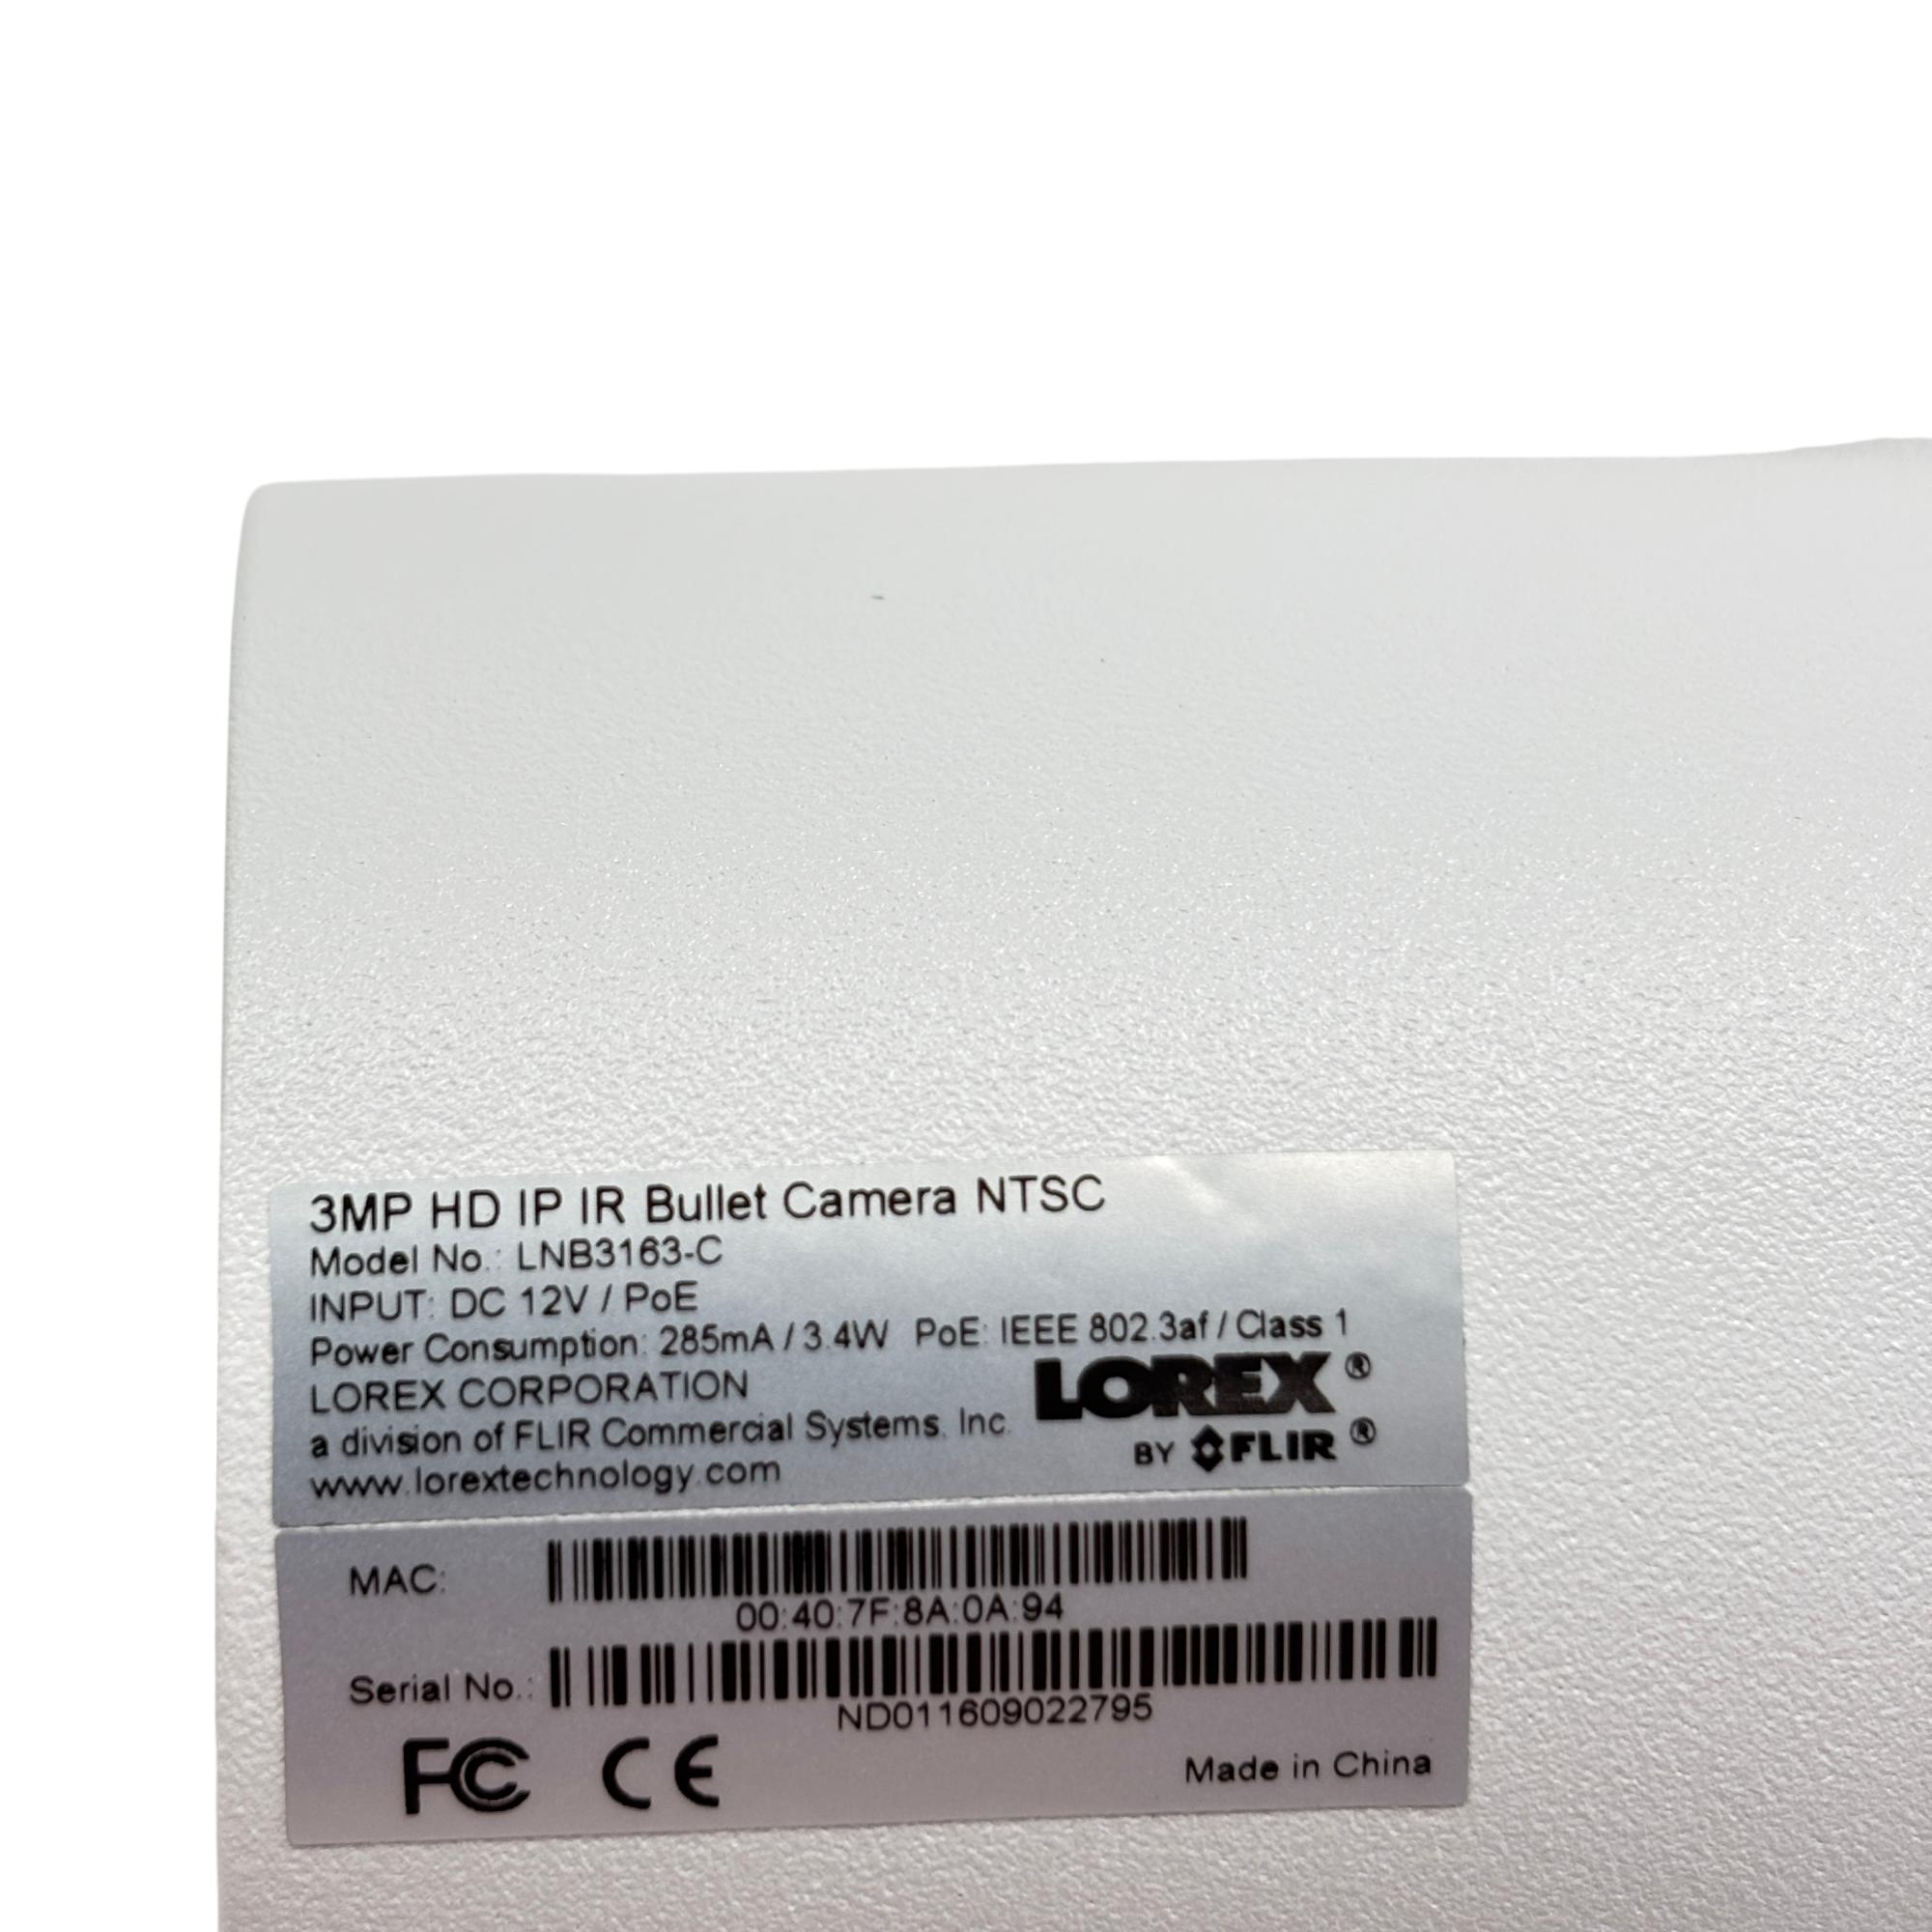 3MP HD IP IR Bullet Camera NTSC
Model No.: LNB3163-C
INPUT: DC 12V / PoE
Power Consumption: 285mA / 3.4W PoE: IEEE 802.3af / Class 1
LOREX CORPORATION
a division of FLIR Commercial Systems, Inc.
www.lorextechnology.com
LOREX®
BY FLIR®
MAC:
00:40:7F:8A:0A:94
Serial No.:
ND011609022795
FC CE
Made in China